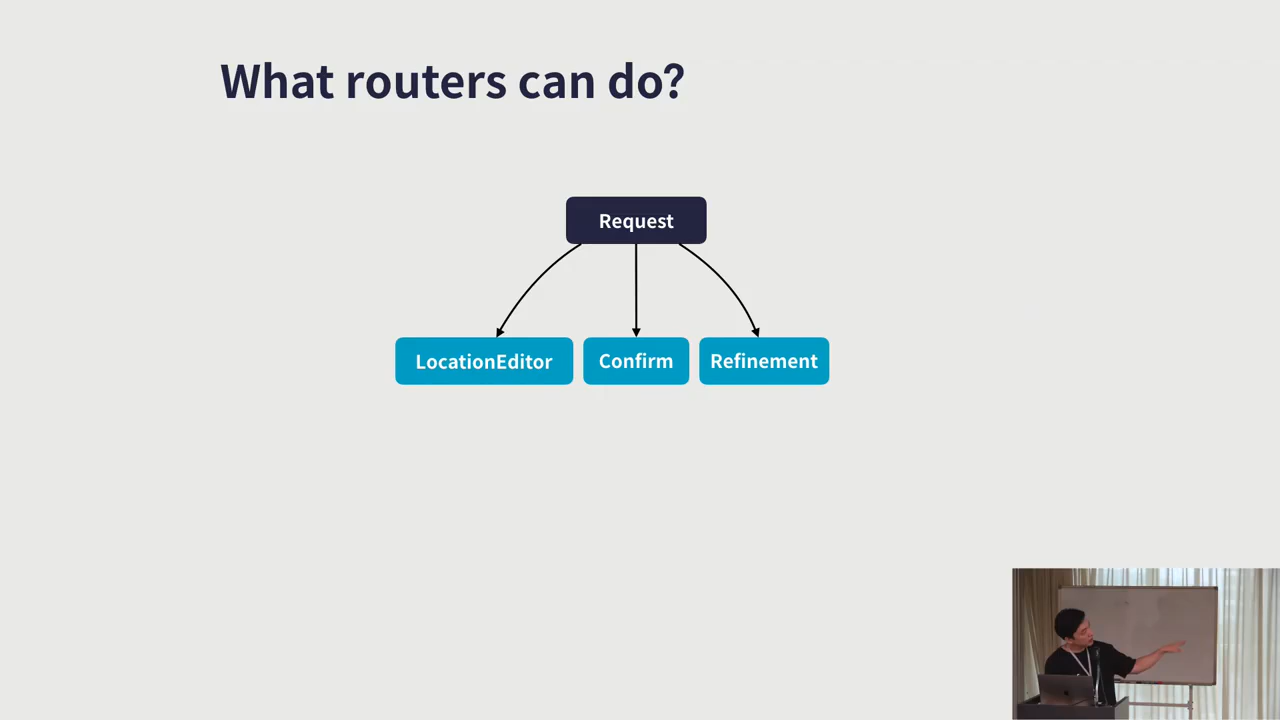 What routers can do?
Request
LocationEditor
Confirm
Refinement